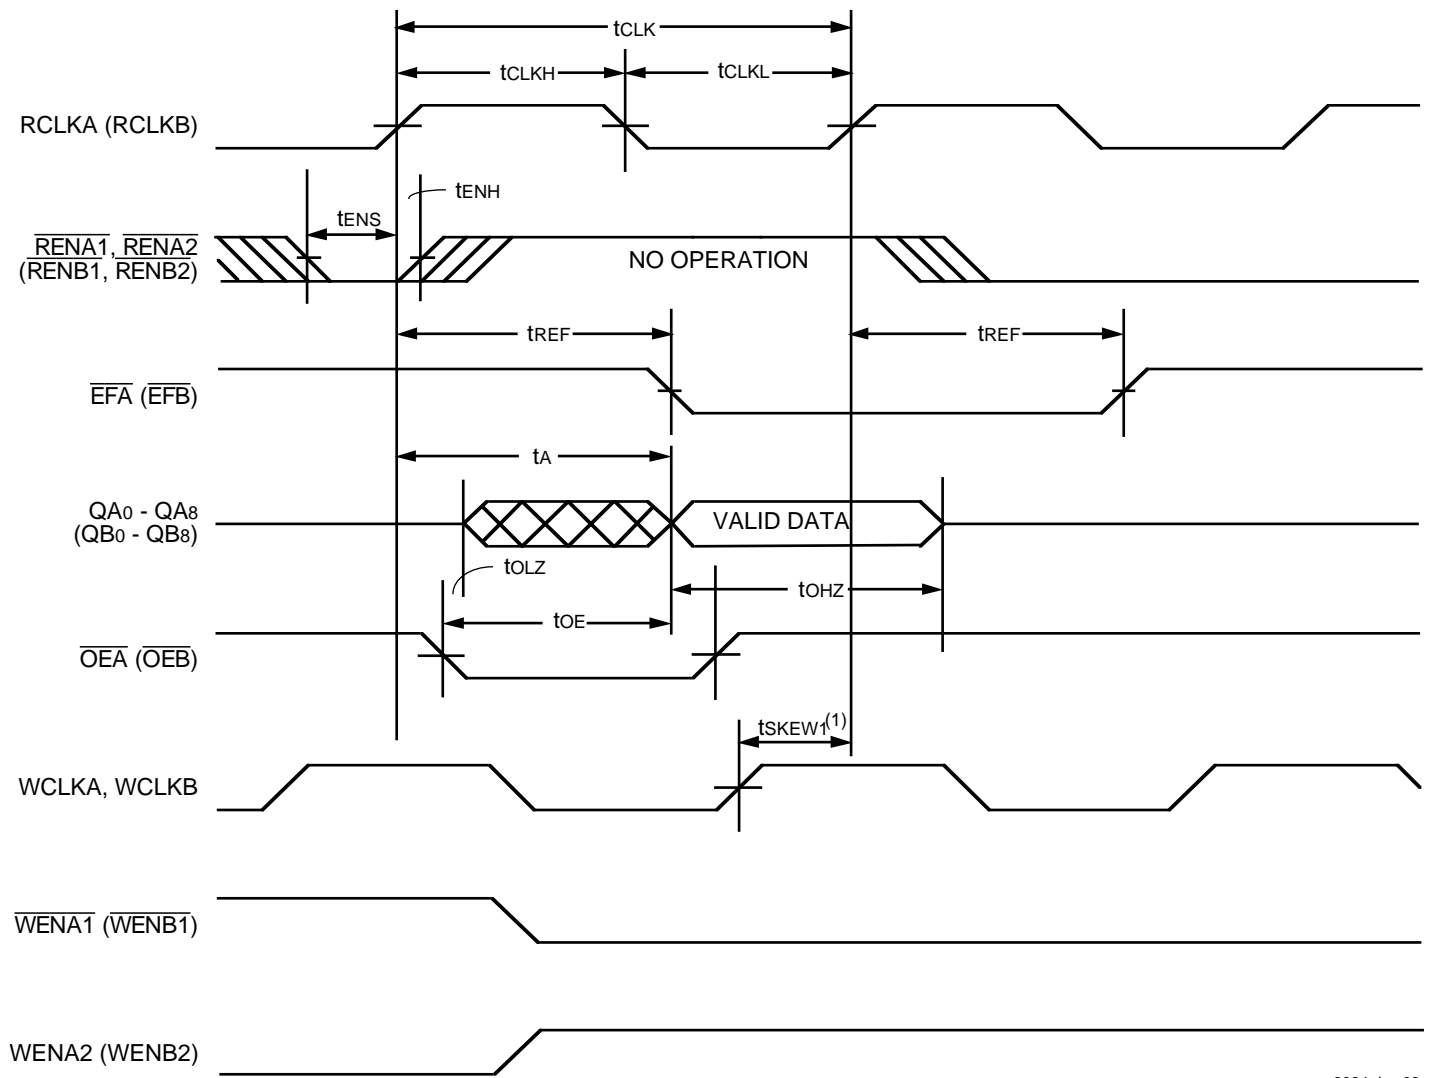 tCLK
tCLKH
tCLKL
RCLKA (RCLKB)
tENH
tENS
RENA1, RENA2
(RENB1, RENB2)
NO OPERATION
tREF
tREF
EFA (EFB)
tA
QA0 - QA8
(QB0 - QB8)
VALID DATA
tOLZ
tOHZ
tOE
OEA (OEB)
tSKEW1(1)
WCLKA, WCLKB
WENA1 (WENB1)
WENA2 (WENB2)